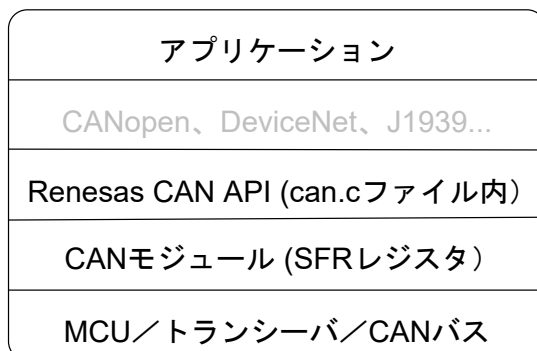 アプリケーション
CANopen、DeviceNet、J1939...
Renesas CAN API (can.cファイル内）
CANモジュール (SFRレジスタ）
MCU／トランシーバ／CANバス